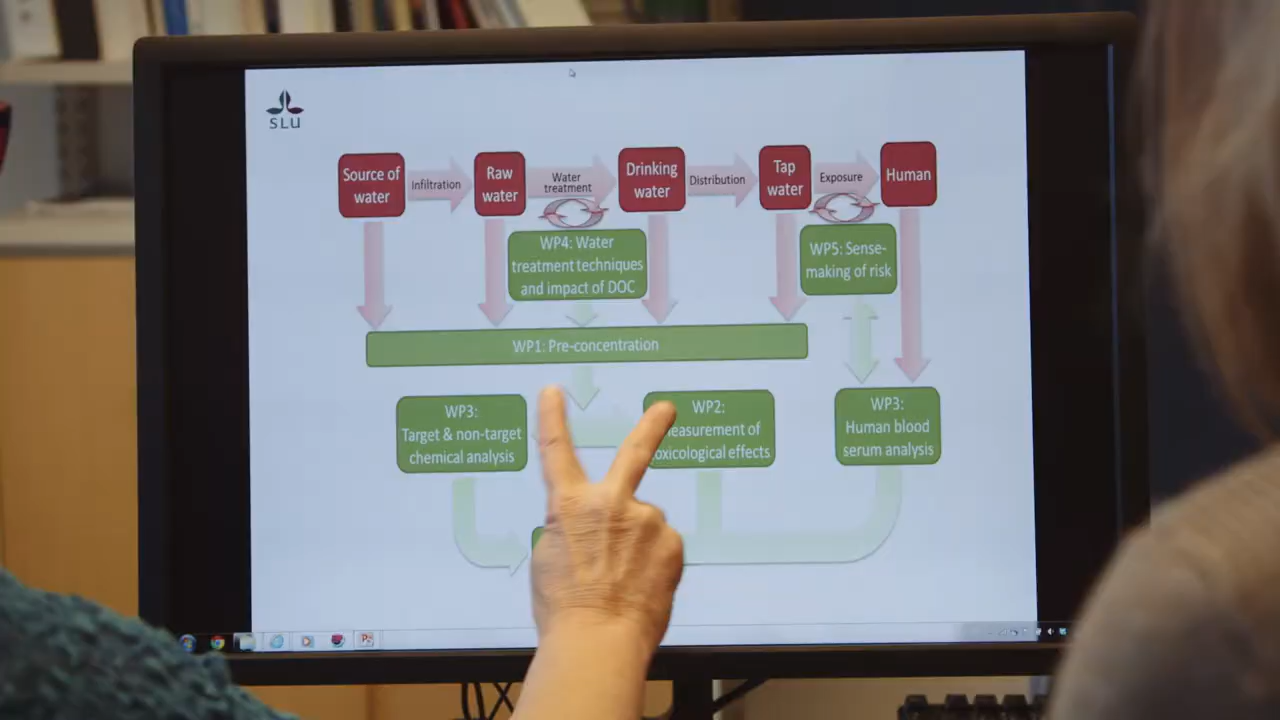 SLU
Source of
water
Infiltration
Raw
water
Water
treatment
Drinking
water
Distribution
Tap
water
Exposure
Human
WP4: Water
treatment techniques
and impact of DOC
WP5: Sense-
making of risk
WP1: Pre-concentration
WP3:
Target & non-target
chemical analysis
WP2:
easurement of
oxicological effects
WP3:
Human blood
serum analysis